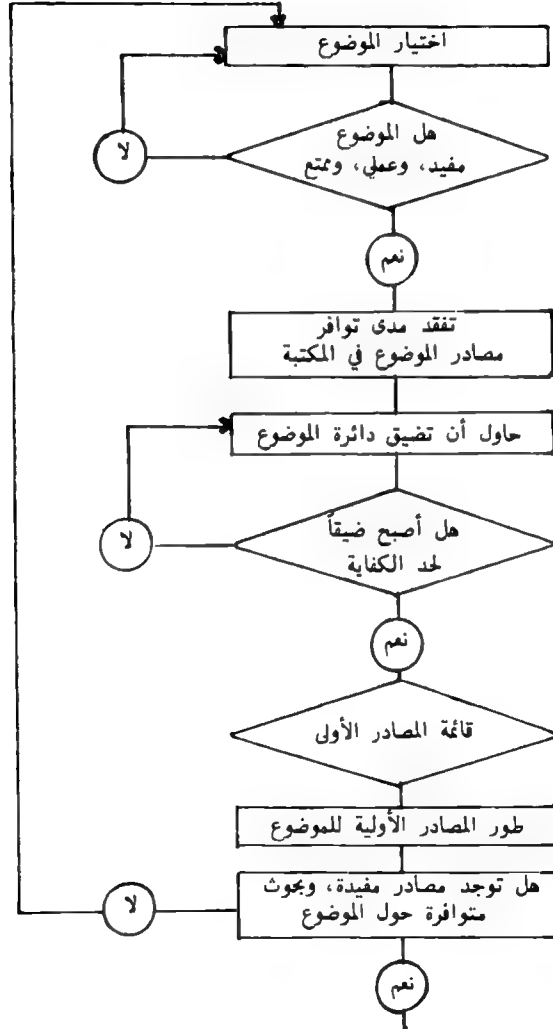 اختيار الموضوع
هل الموضوع
مفيد، وعملي، وممتع
لا
نعم
تفقد مدى توافر
مصادر الموضوع في المكتبة
حاول أن تضيق دائرة الموضوع
هل أصبح ضيقاً
لحد الكفاية
لا
نعم
قائمة المصادر الأولى
طور المصادر الأولية للموضوع
هل توجد مصادر مفيدة، وبحوث
متوافرة حول الموضوع
لا
نعم